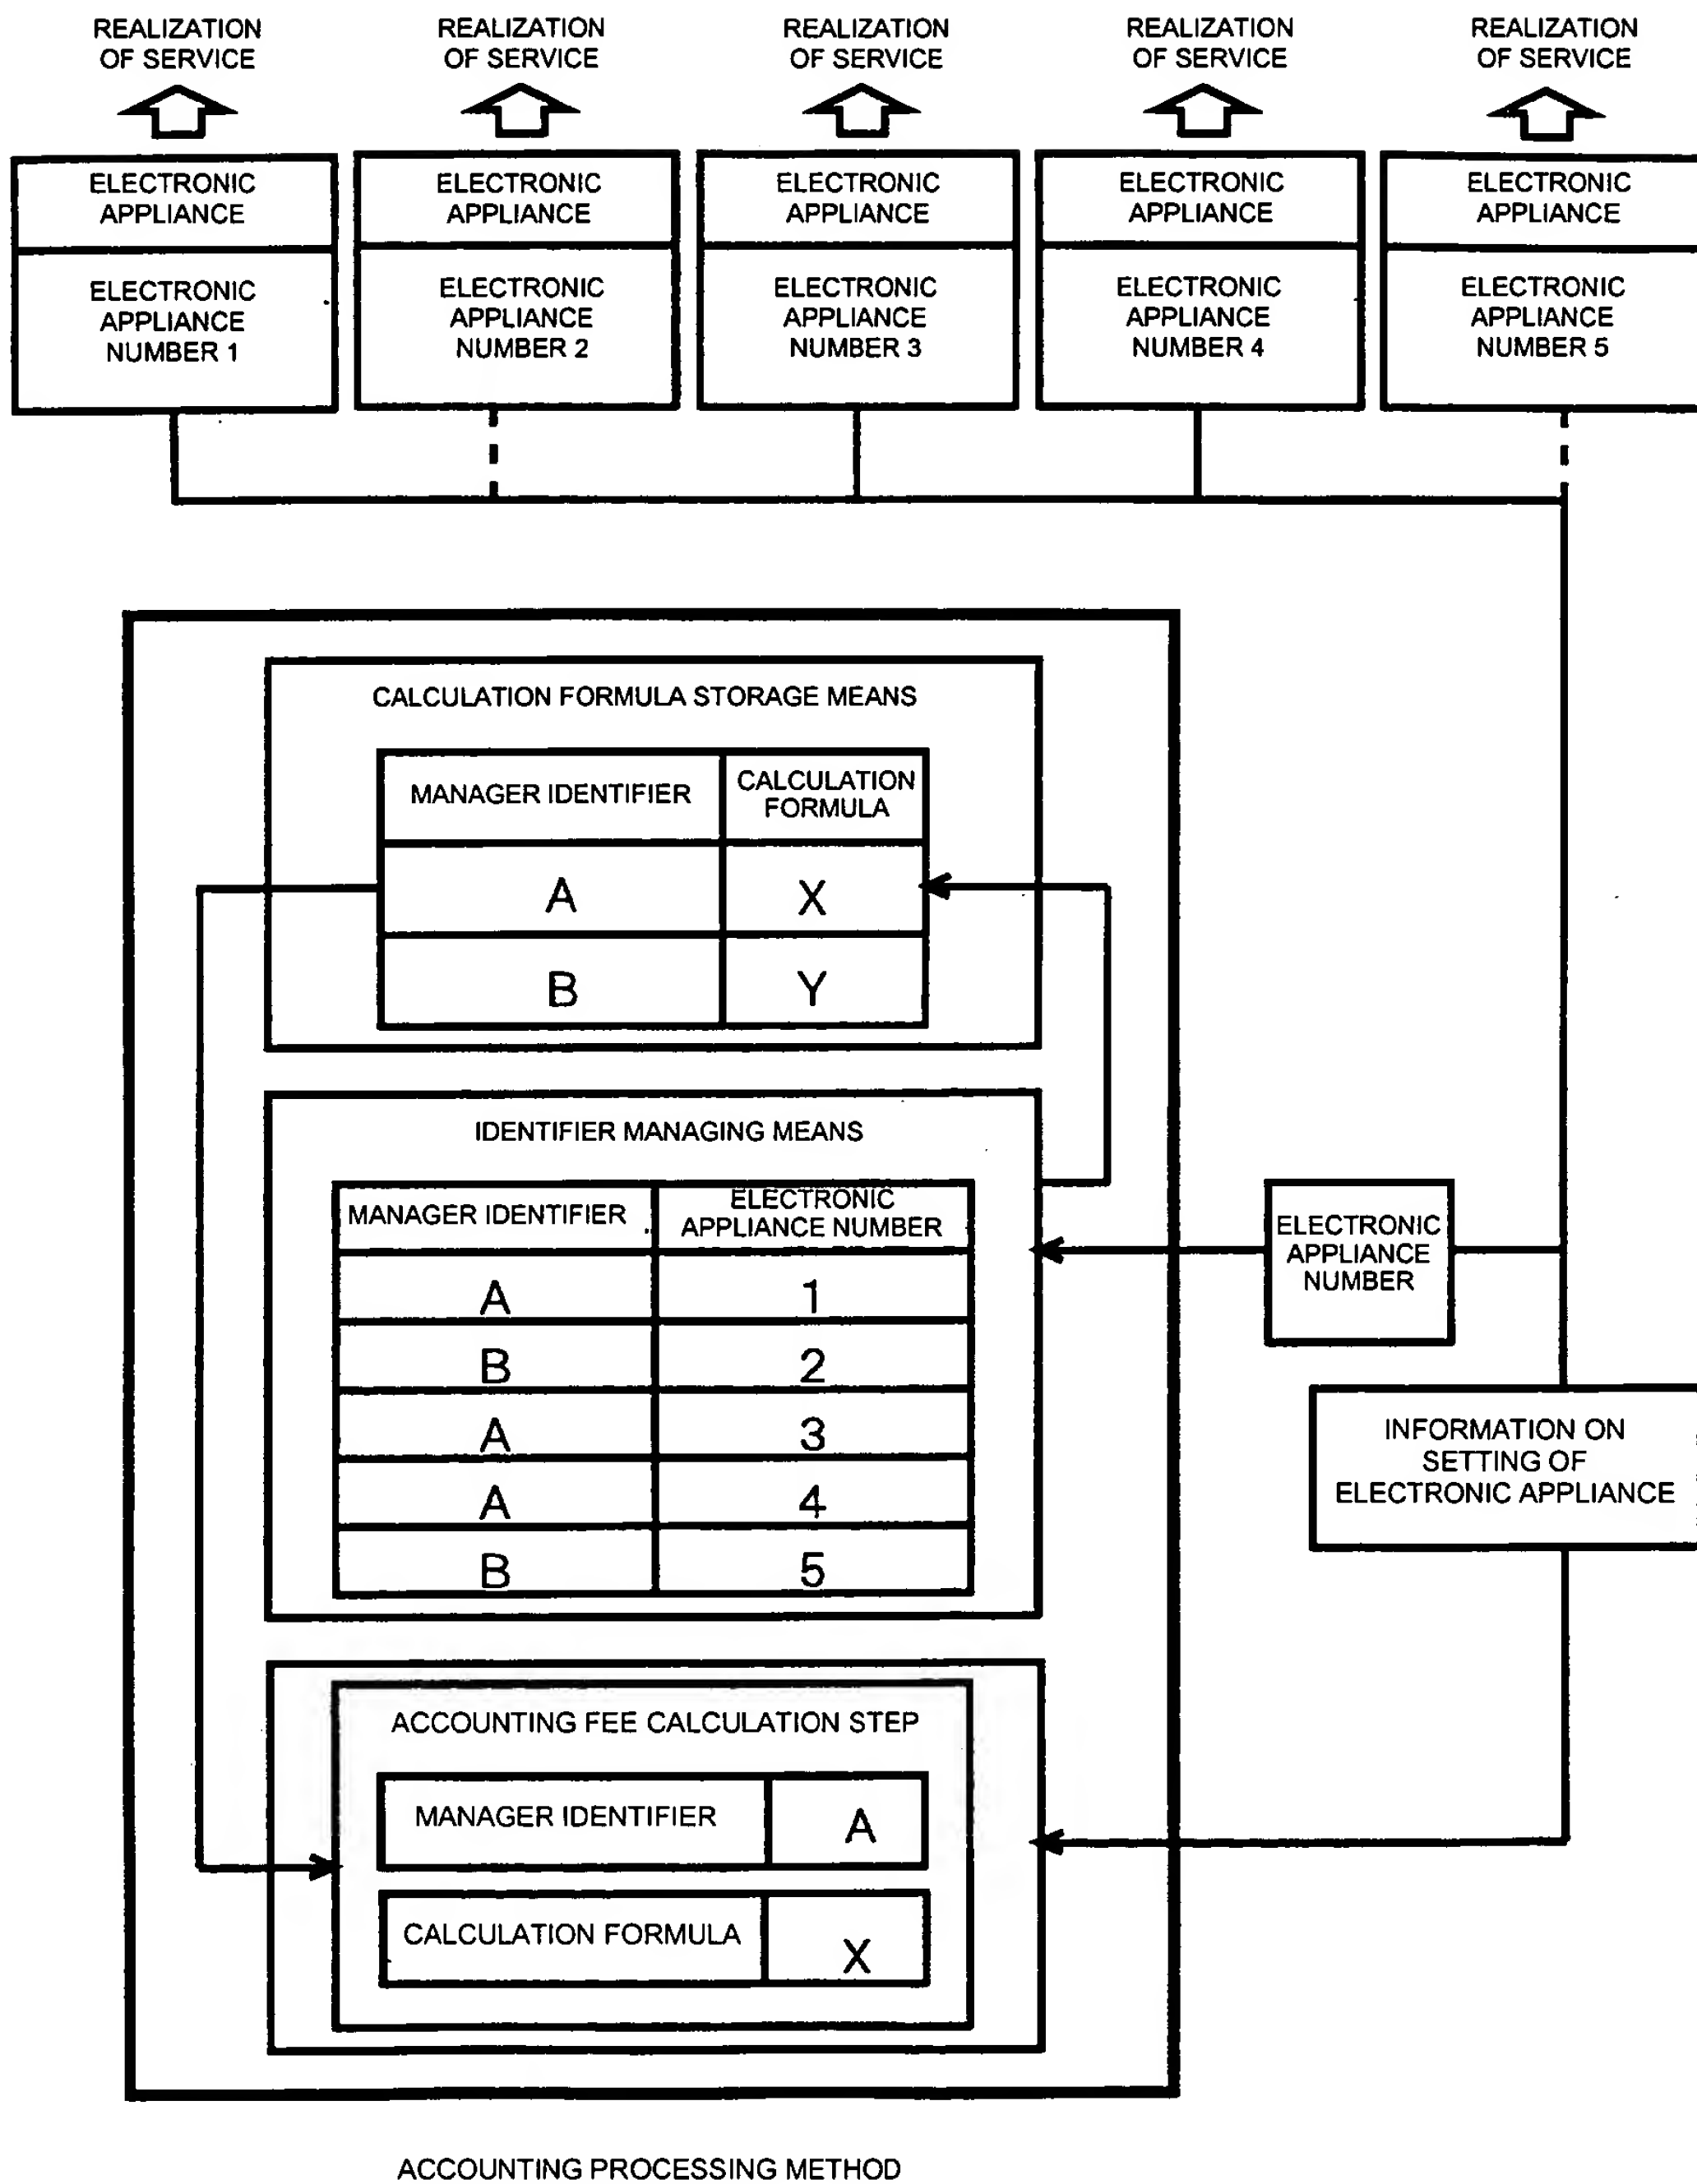 REALIZATION
OF SERVICE
REALIZATION
OF SERVICE
REALIZATION
OF SERVICE
REALIZATION
OF SERVICE
REALIZATION
OF SERVICE
ELECTRONIC
APPLIANCE
ELECTRONIC
APPLIANCE
ELECTRONIC
APPLIANCE
ELECTRONIC
APPLIANCE
ELECTRONIC
APPLIANCE
ELECTRONIC
APPLIANCE
NUMBER 1
ELECTRONIC
APPLIANCE
NUMBER 2
ELECTRONIC
APPLIANCE
NUMBER 3
ELECTRONIC
APPLIANCE
NUMBER 4
ELECTRONIC
APPLIANCE
NUMBER 5
CALCULATION FORMULA STORAGE MEANS
MANAGER IDENTIFIER
CALCULATION
FORMULA
A
X
B
Y
IDENTIFIER MANAGING MEANS
MANAGER IDENTIFIER
ELECTRONIC
APPLIANCE NUMBER
A
1
B
2
A
3
A
4
B
5
ELECTRONIC
APPLIANCE
NUMBER
INFORMATION ON
SETTING OF
ELECTRONIC APPLIANCE
ACCOUNTING FEE CALCULATION STEP
MANAGER IDENTIFIER
A
CALCULATION FORMULA
X
ACCOUNTING PROCESSING METHOD